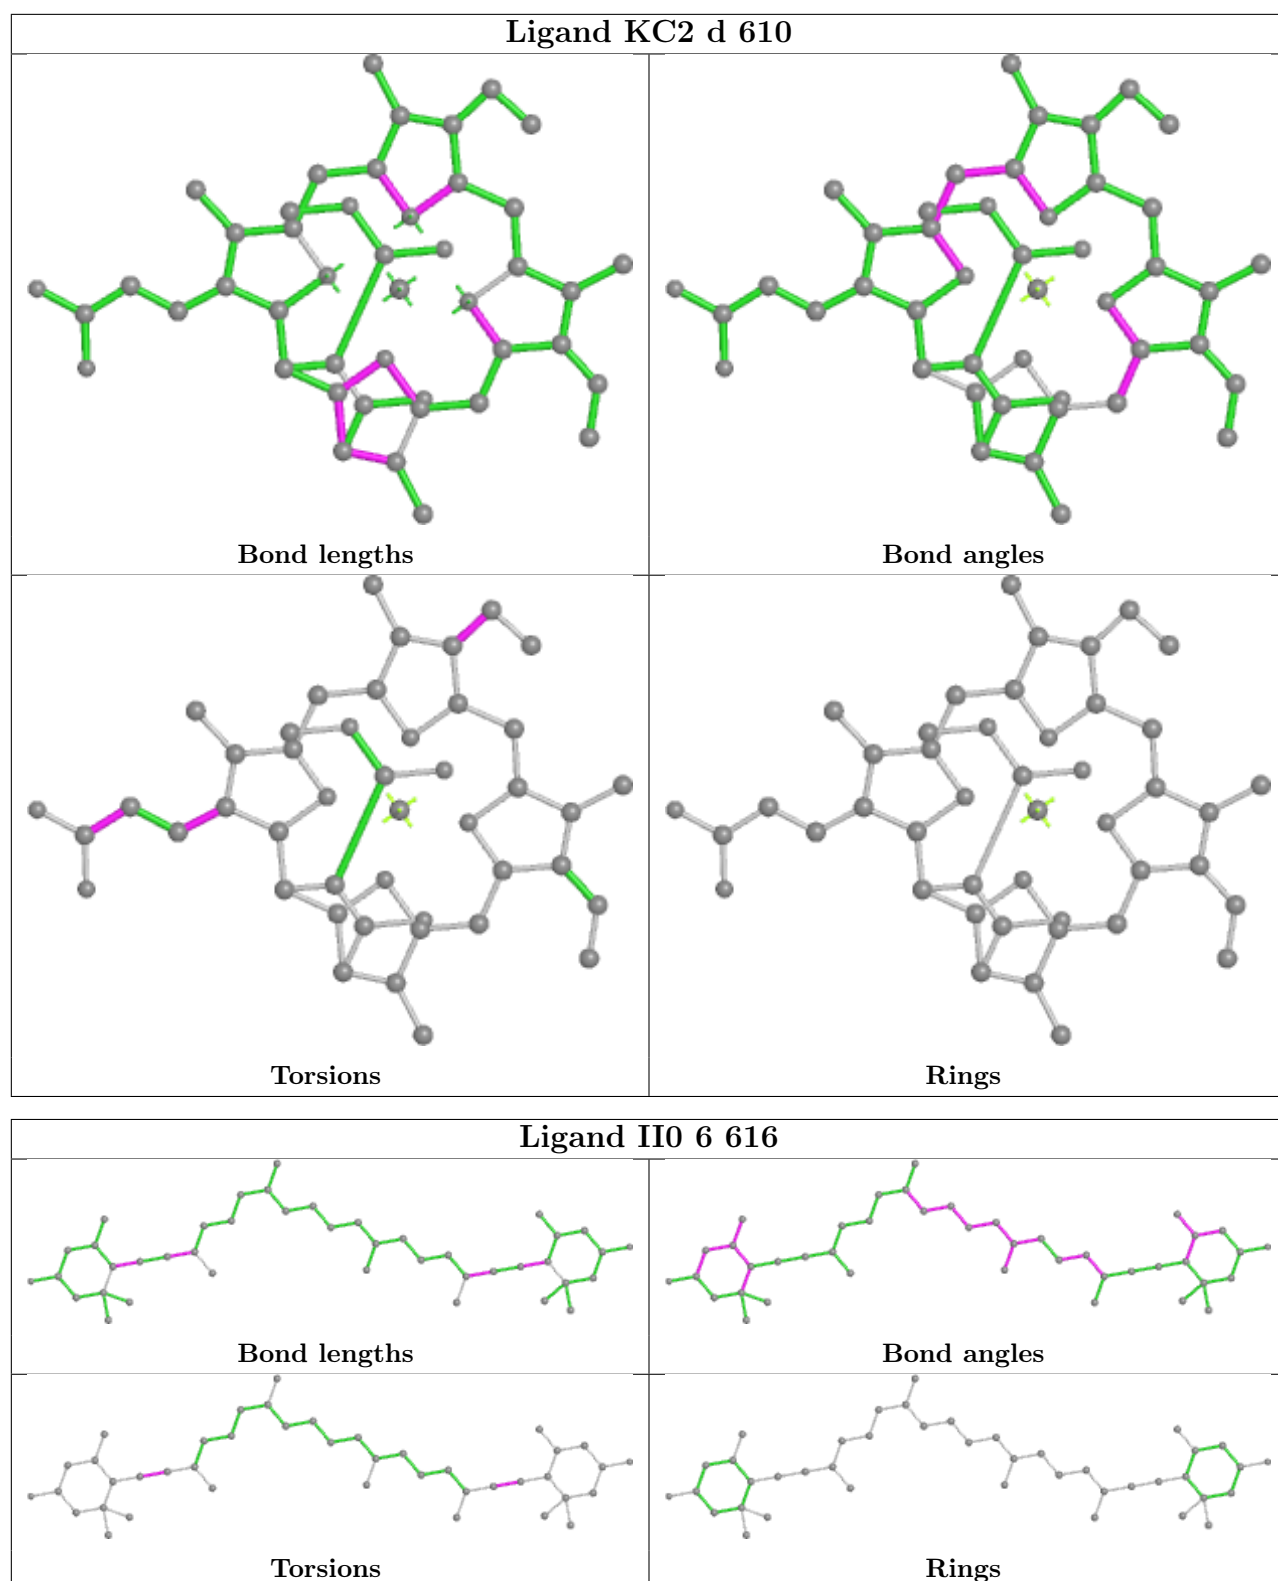 Ligand KC2 d 610
Bond lengths
Bond angles
Torsions
Rings
Ligand II0 6 616
Bond lengths
Bond angles
Torsions
Rings